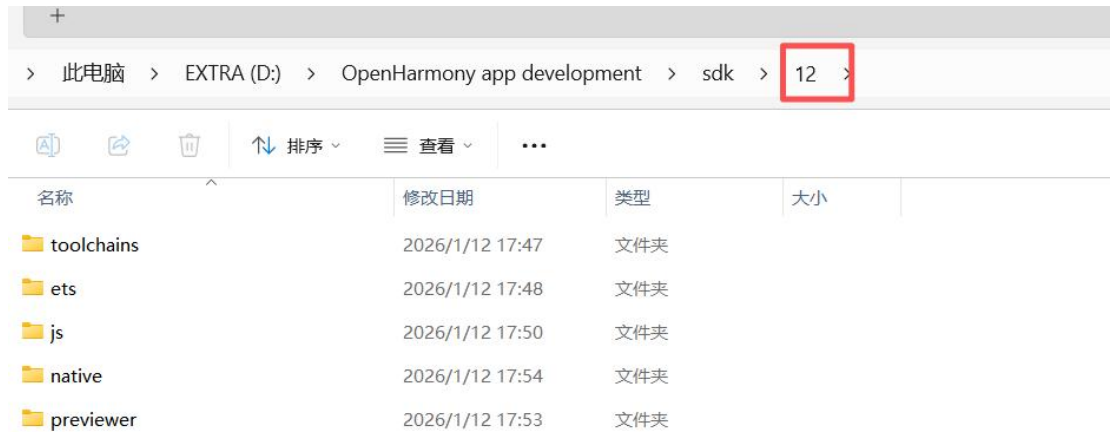 此电脑 > EXTRA (D:) > OpenHarmony app development > sdk > 12 >
排序 查看 ...
名称 修改日期 类型 大小
toolchains 2026/1/12 17:47 文件夹
ets 2026/1/12 17:48 文件夹
js 2026/1/12 17:50 文件夹
native 2026/1/12 17:54 文件夹
previewer 2026/1/12 17:53 文件夹